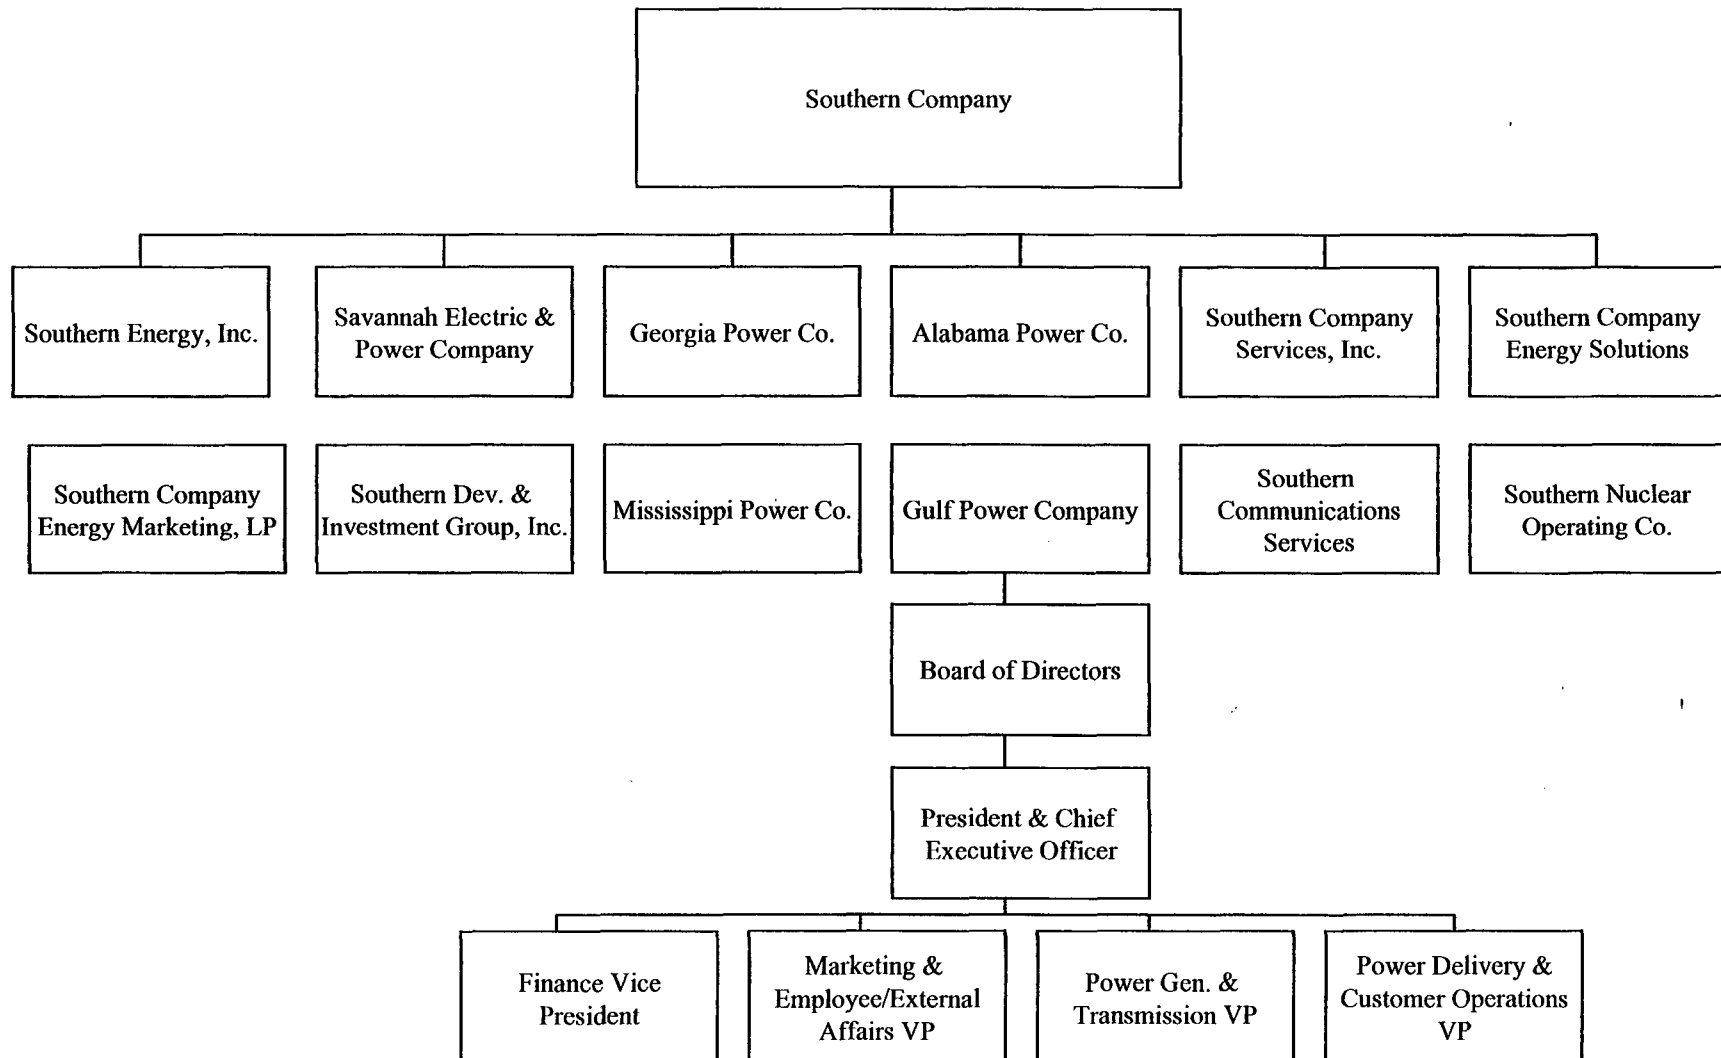 Southern Company
Southern Energy, Inc.
Savannah Electric &
Power Company
Georgia Power Co.
Alabama Power Co.
Southern Company
Services, Inc.
Southern Company
Energy Solutions
Southern Company
Energy Marketing, LP
Southern Dev. &
Investment Group, Inc.
Mississippi Power Co.
Gulf Power Company
Southern
Communications
Services
Southern Nuclear
Operating Co.
Board of Directors
President & Chief
Executive Officer
Finance Vice
President
Marketing &
Employee/External
Affairs VP
Power Gen. &
Transmission VP
Power Delivery &
Customer Operations
VP